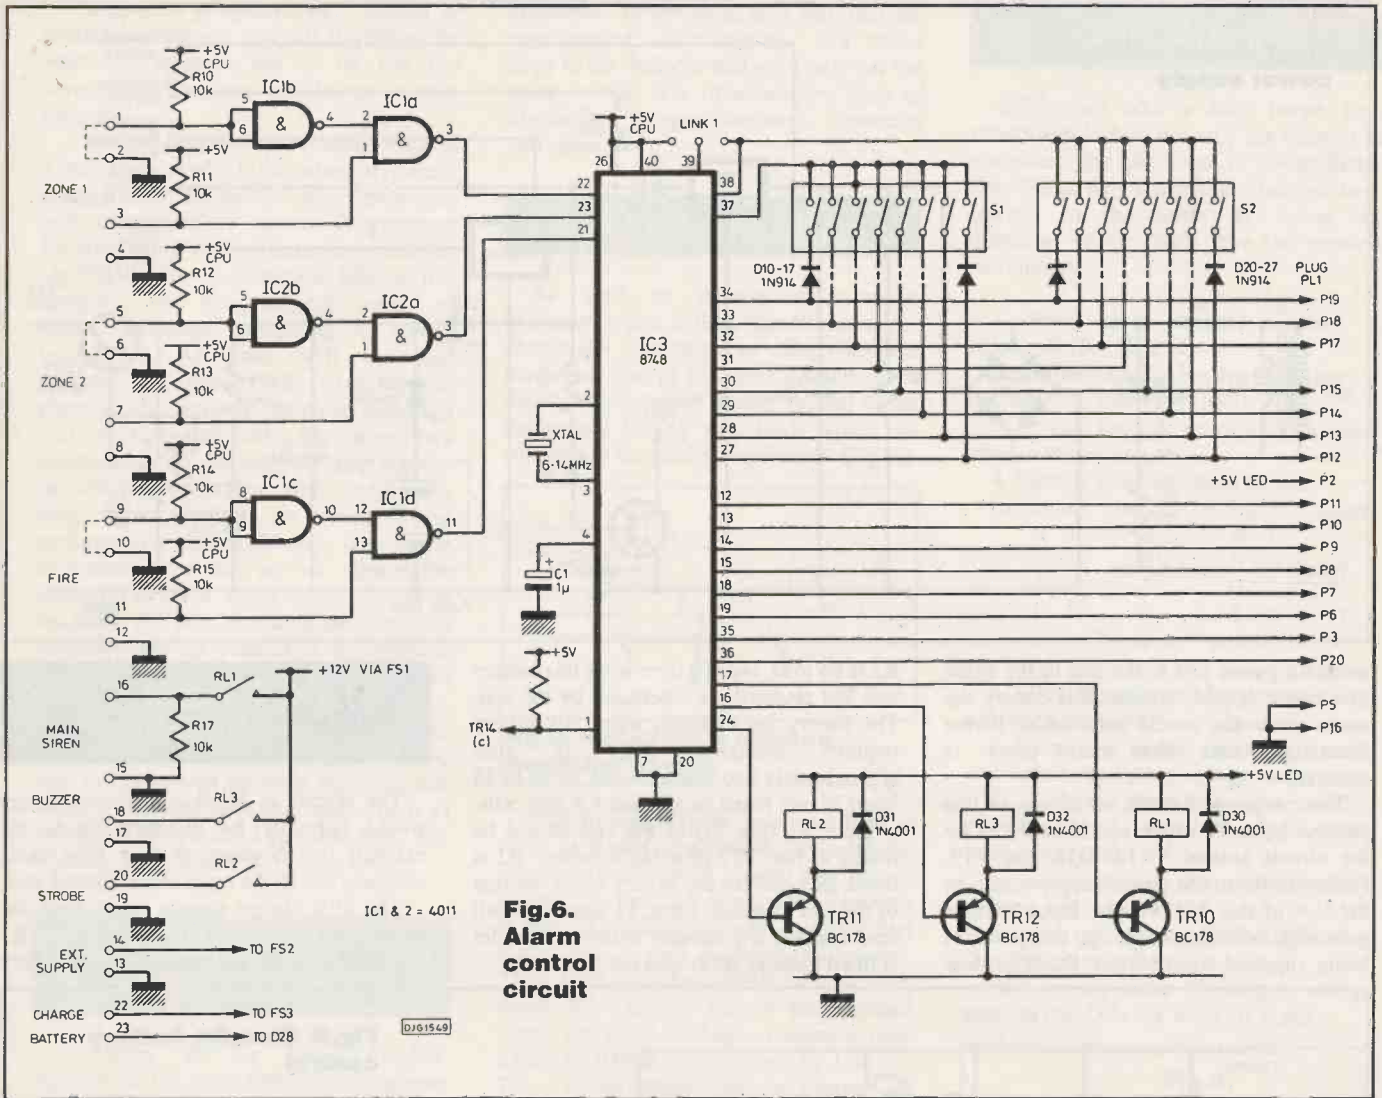 +5V
CPU
R10
10k
IC1b
IC1a
1
5
6
&
4
2
&
3
1
2
+5V
R11
10k
ZONE 1
3
4
+5V
CPU
R12
10k
IC2b
IC2a
5
5
6
&
4
2
&
3
1
6
+5V
CPU
R13
10k
ZONE 2
7
8
+5V
CPU
R14
10k
IC1c
IC1d
9
8
9
&
10
12
&
11
13
10
+5V
CPU
R15
10k
FIRE
11
12
16
RL1
+12V VIA FS1
MAIN
SIREN
R17
10k
15
BUZZER
18
RL3
17
20
RL2
STROBE
19
IC1 & 2 = 4011
14
TO FS2
EXT.
SUPPLY
13
CHARGE
22
TO FS3
BATTERY
23
TO D28
DJG1549
+5V
CPU
LINK 1
26
40
39
22
23
21
38
37
IC3
8748
2
XTAL
6·14MHz
3
4
+
C1
1μ
+5V
TR14
(c)
1
7
20
S1
S2
D10-17
1N914
D20-27
1N914
PLUG
PL1
34
P19
33
P18
32
P17
31
30
P15
29
P14
28
P13
27
P12
+5V LED
P2
12
P11
13
P10
14
P9
15
P8
18
P7
19
P6
35
P3
36
P20
17
16
24
P5
P16
+5V LED
RL2
D31
1N4001
RL3
D32
1N4001
RL1
D30
1N4001
TR11
BC178
TR12
BC178
TR10
BC178
Fig.6.
Alarm
control
circuit